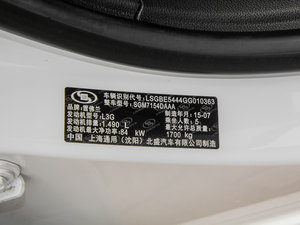 车辆识别代号:LSGBE5444GG010363
整车型号:SGM7154DAAA
品牌:雪佛兰 制造年月:15-07
发动机型号:L3G 乘坐人数:5
发动机排量:1.490 L 最大允许总质量:
发动机最大净功率:84 kW 1700 kg
中国 上海通用(沈阳)北盛汽车有限公司制造